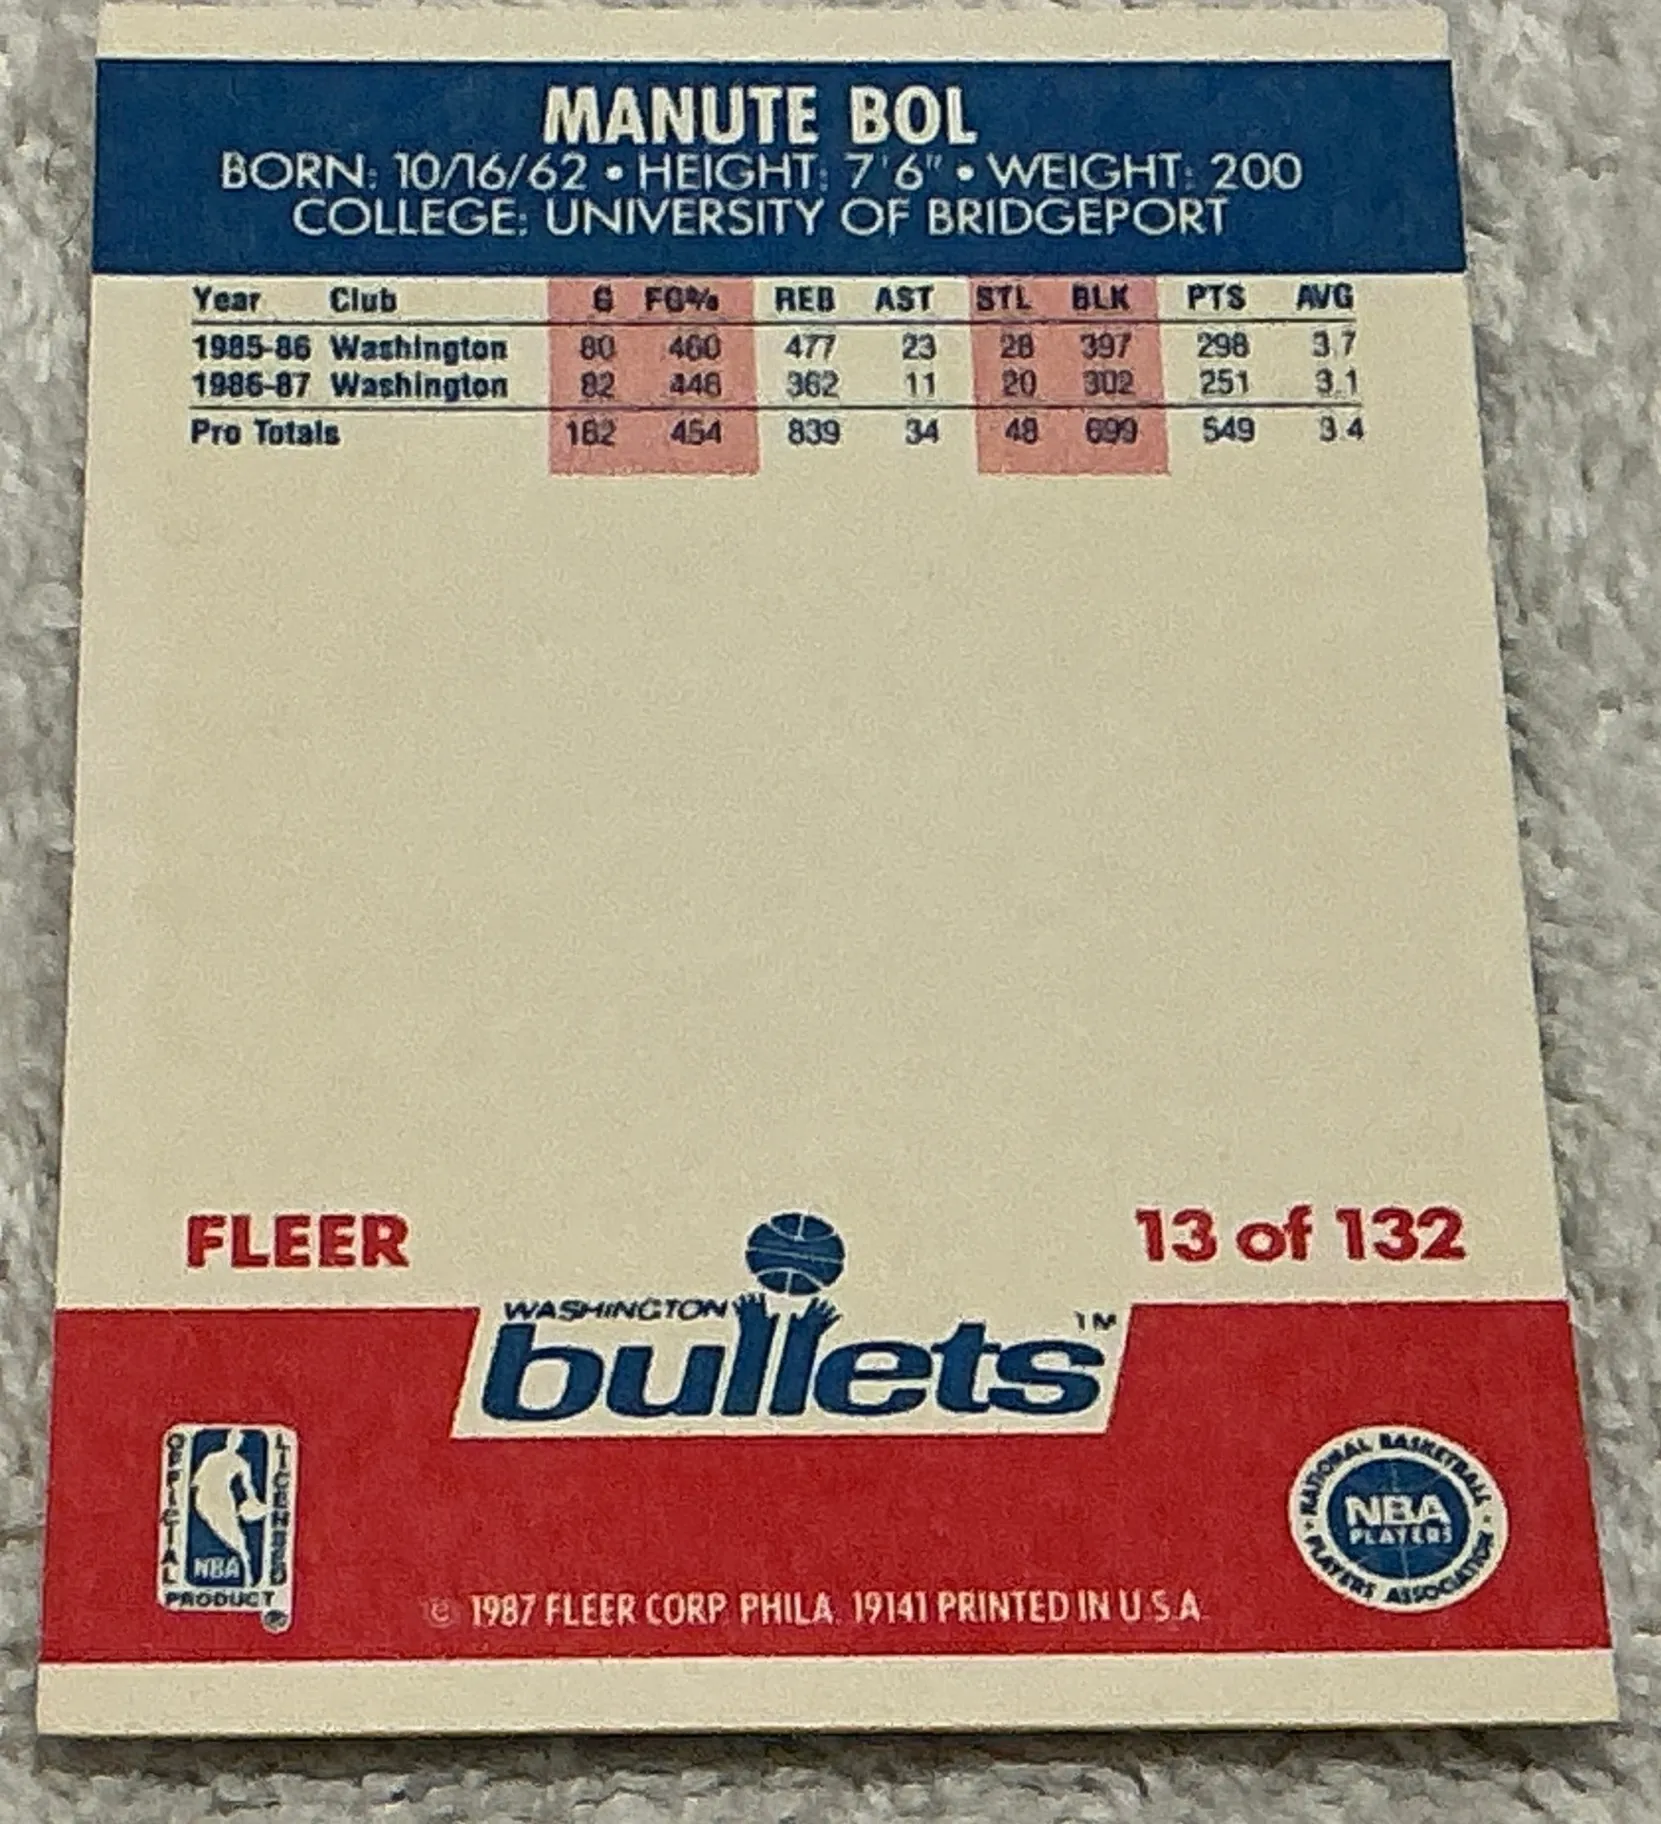 MANUTE BOL
BORN: 10/16/62 • HEIGHT: 7'6" • WEIGHT: 200
COLLEGE: UNIVERSITY OF BRIDGEPORT
Year Club G FG% REB AST STL BLK PTS AVG
1985-86 Washington 80 .460 477 23 28 397 298 3.7
1986-87 Washington 82 .446 362 11 20 302 251 3.1
Pro Totals 162 .454 839 34 48 699 549 3.4
FLEER
13 of 132
WASHINGTON
bullets™
OFFICIAL LICENSED
NBA
PRODUCT ®
NATIONAL BASKETBALL
NBA
PLAYERS
PLAYERS ASSOCIATION
© 1987 FLEER CORP. PHILA. 19141 PRINTED IN U.S.A.